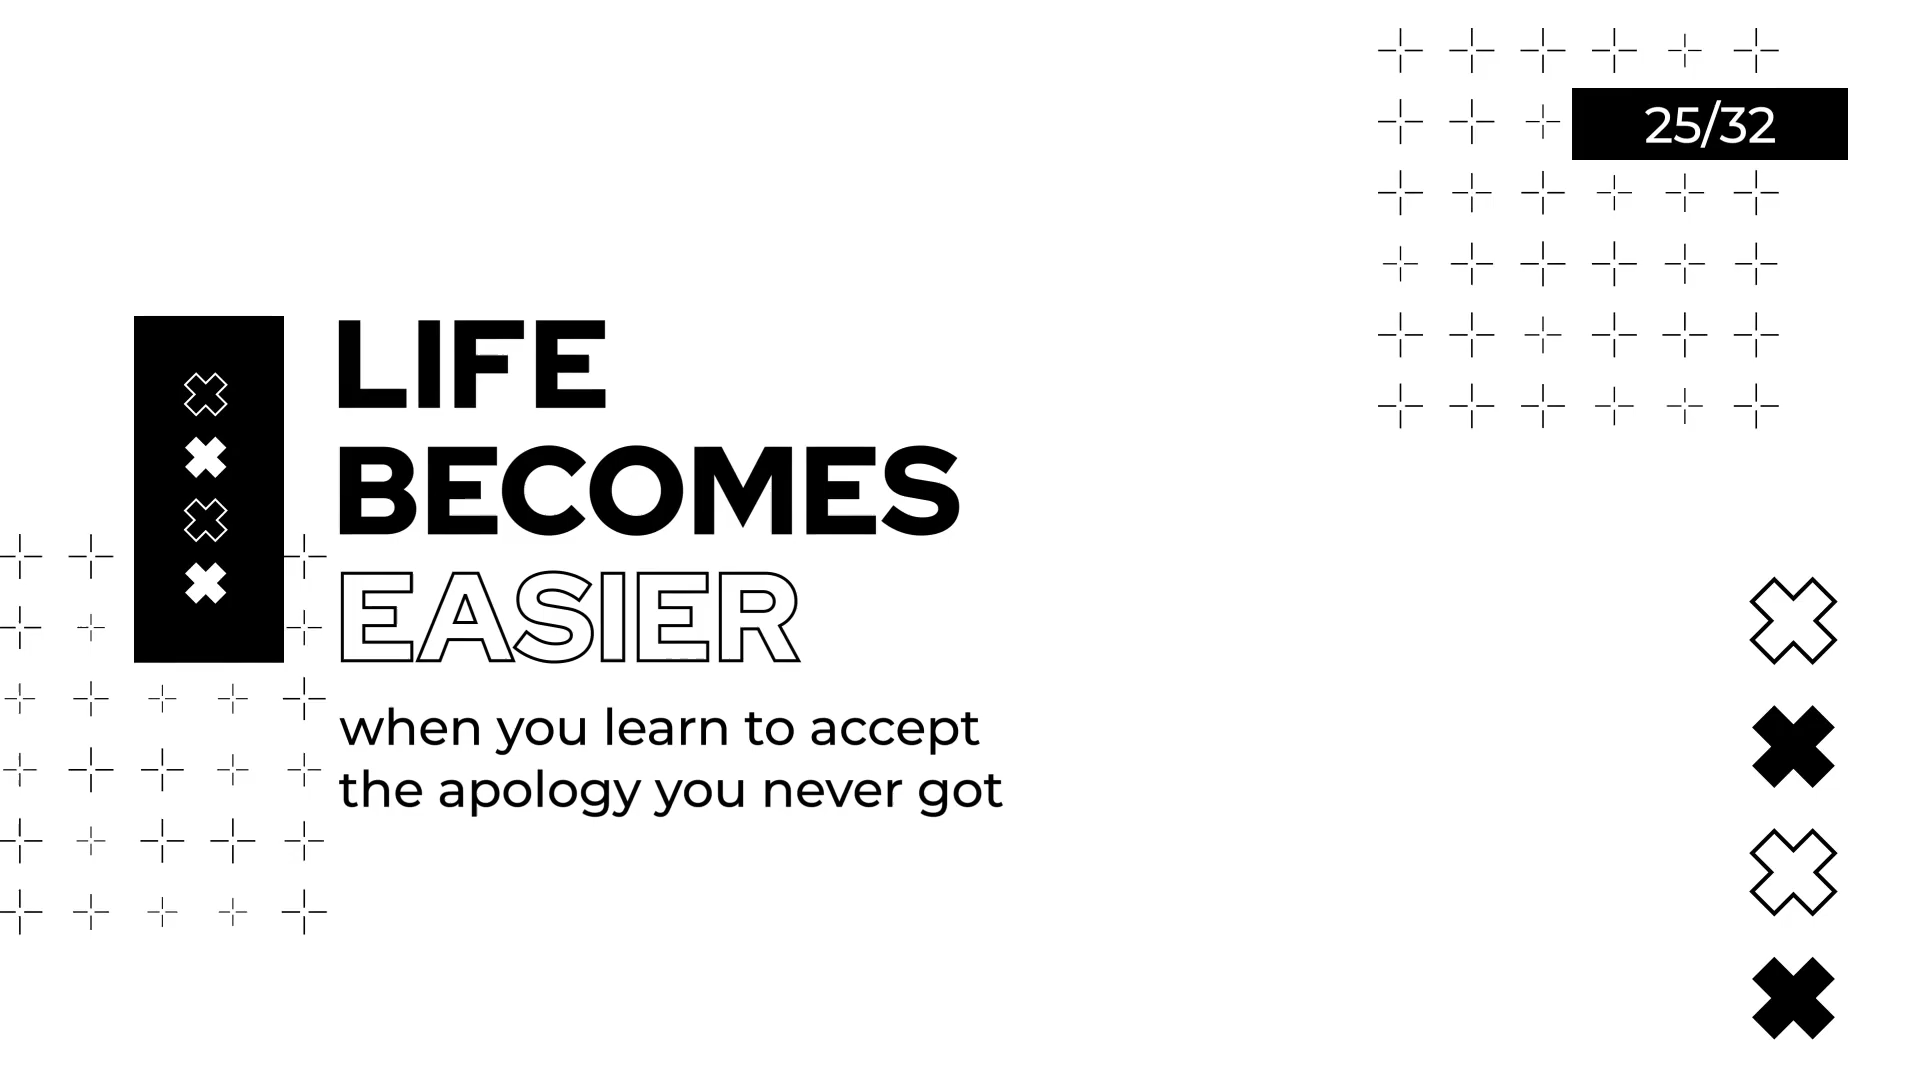 25/32
LIFE
BECOMES
EASIER
when you learn to accept
the apology you never got